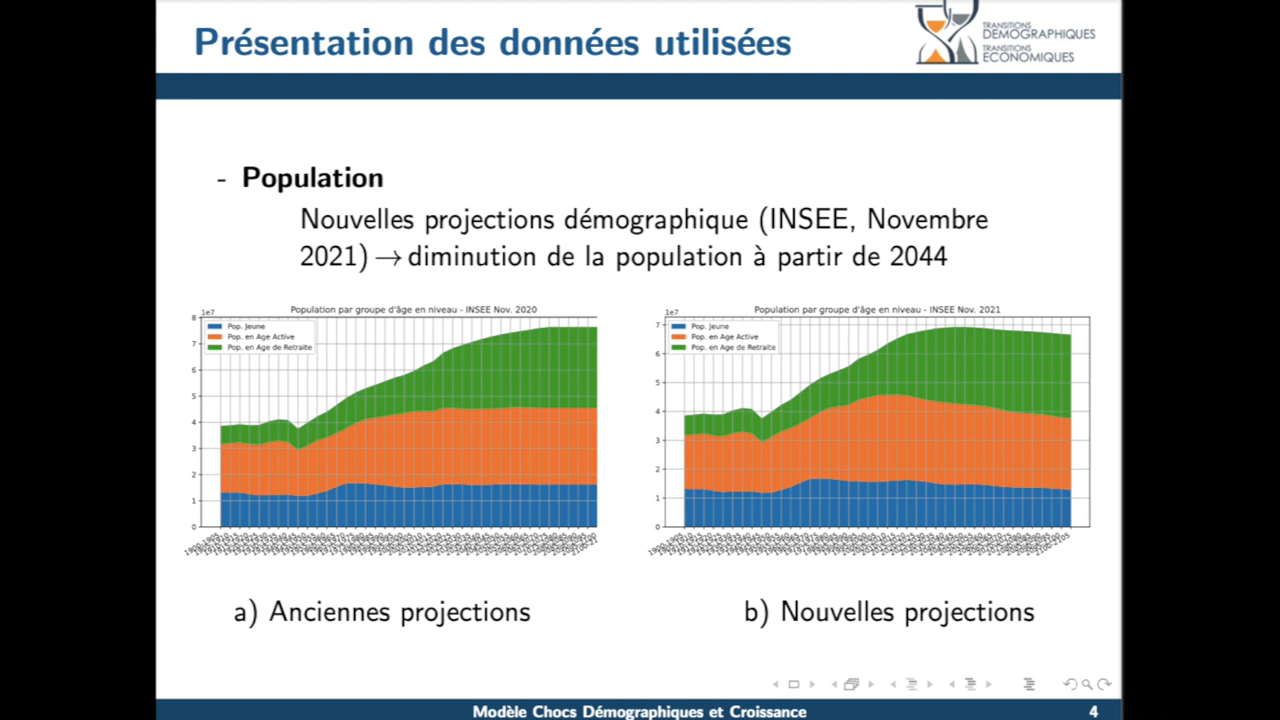 Présentation des données utilisées
TRANSITIONS
DÉMOGRAPHIQUES
TRANSITIONS
ÉCONOMIQUES
- Population
Nouvelles projections démographique (INSEE, Novembre
2021) → diminution de la population à partir de 2044
Population par groupe d'âge en niveau - INSEE Nov. 2020
1e7
8
7
6
5
4
3
2
1
0
Pop. Jeune
Pop. en Age Active
Pop. en Age de Retraite
Population par groupe d'âge en niveau - INSEE Nov. 2021
1e7
7
6
5
4
3
2
1
0
Pop. Jeune
Pop. en Age Active
Pop. en Age de Retraite
a) Anciennes projections
b) Nouvelles projections
Modèle Chocs Démographiques et Croissance
4